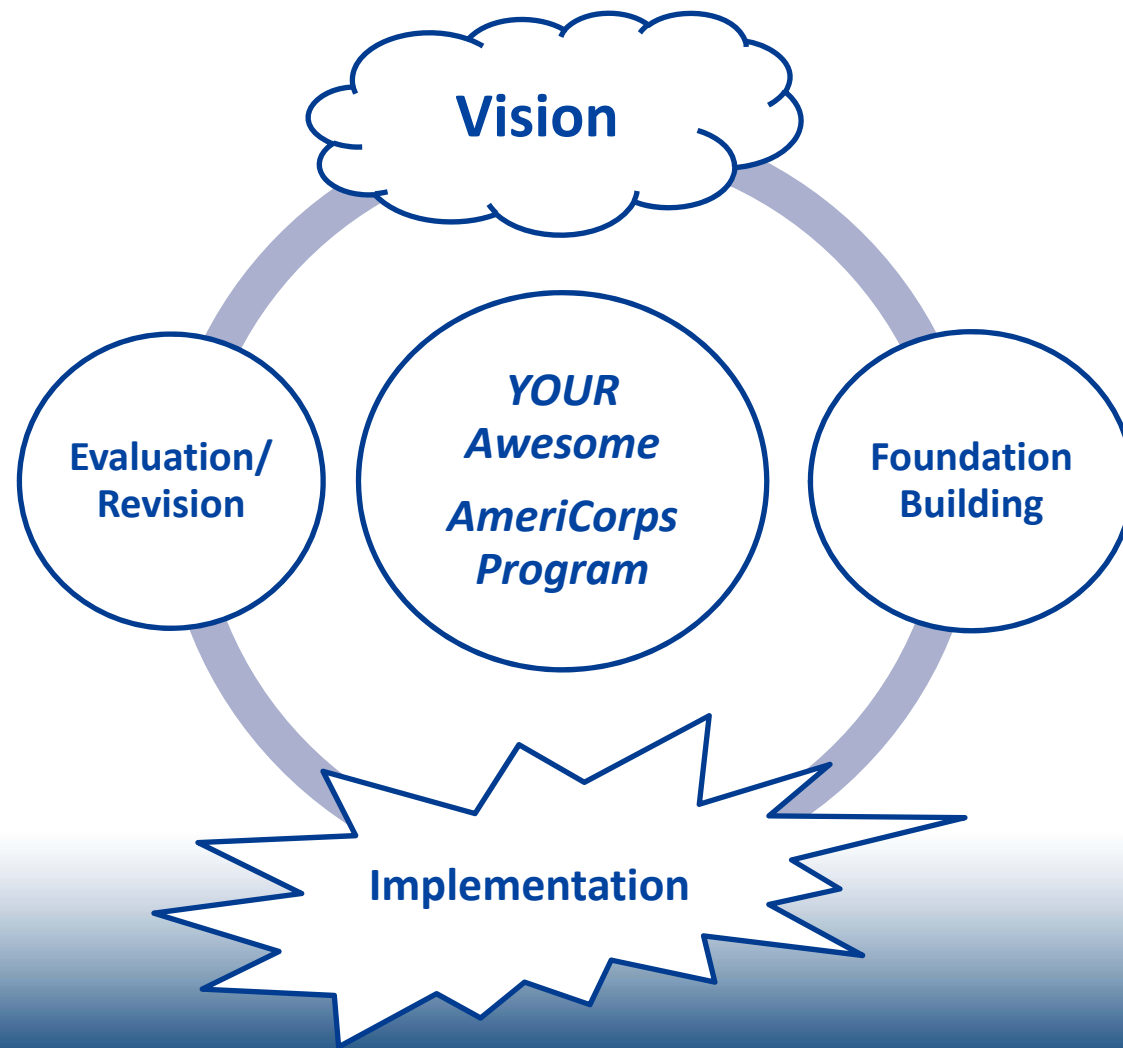 Vision
YOUR
Awesome
AmeriCorps
Program
Evaluation/
Revision
Foundation
Building
Implementation